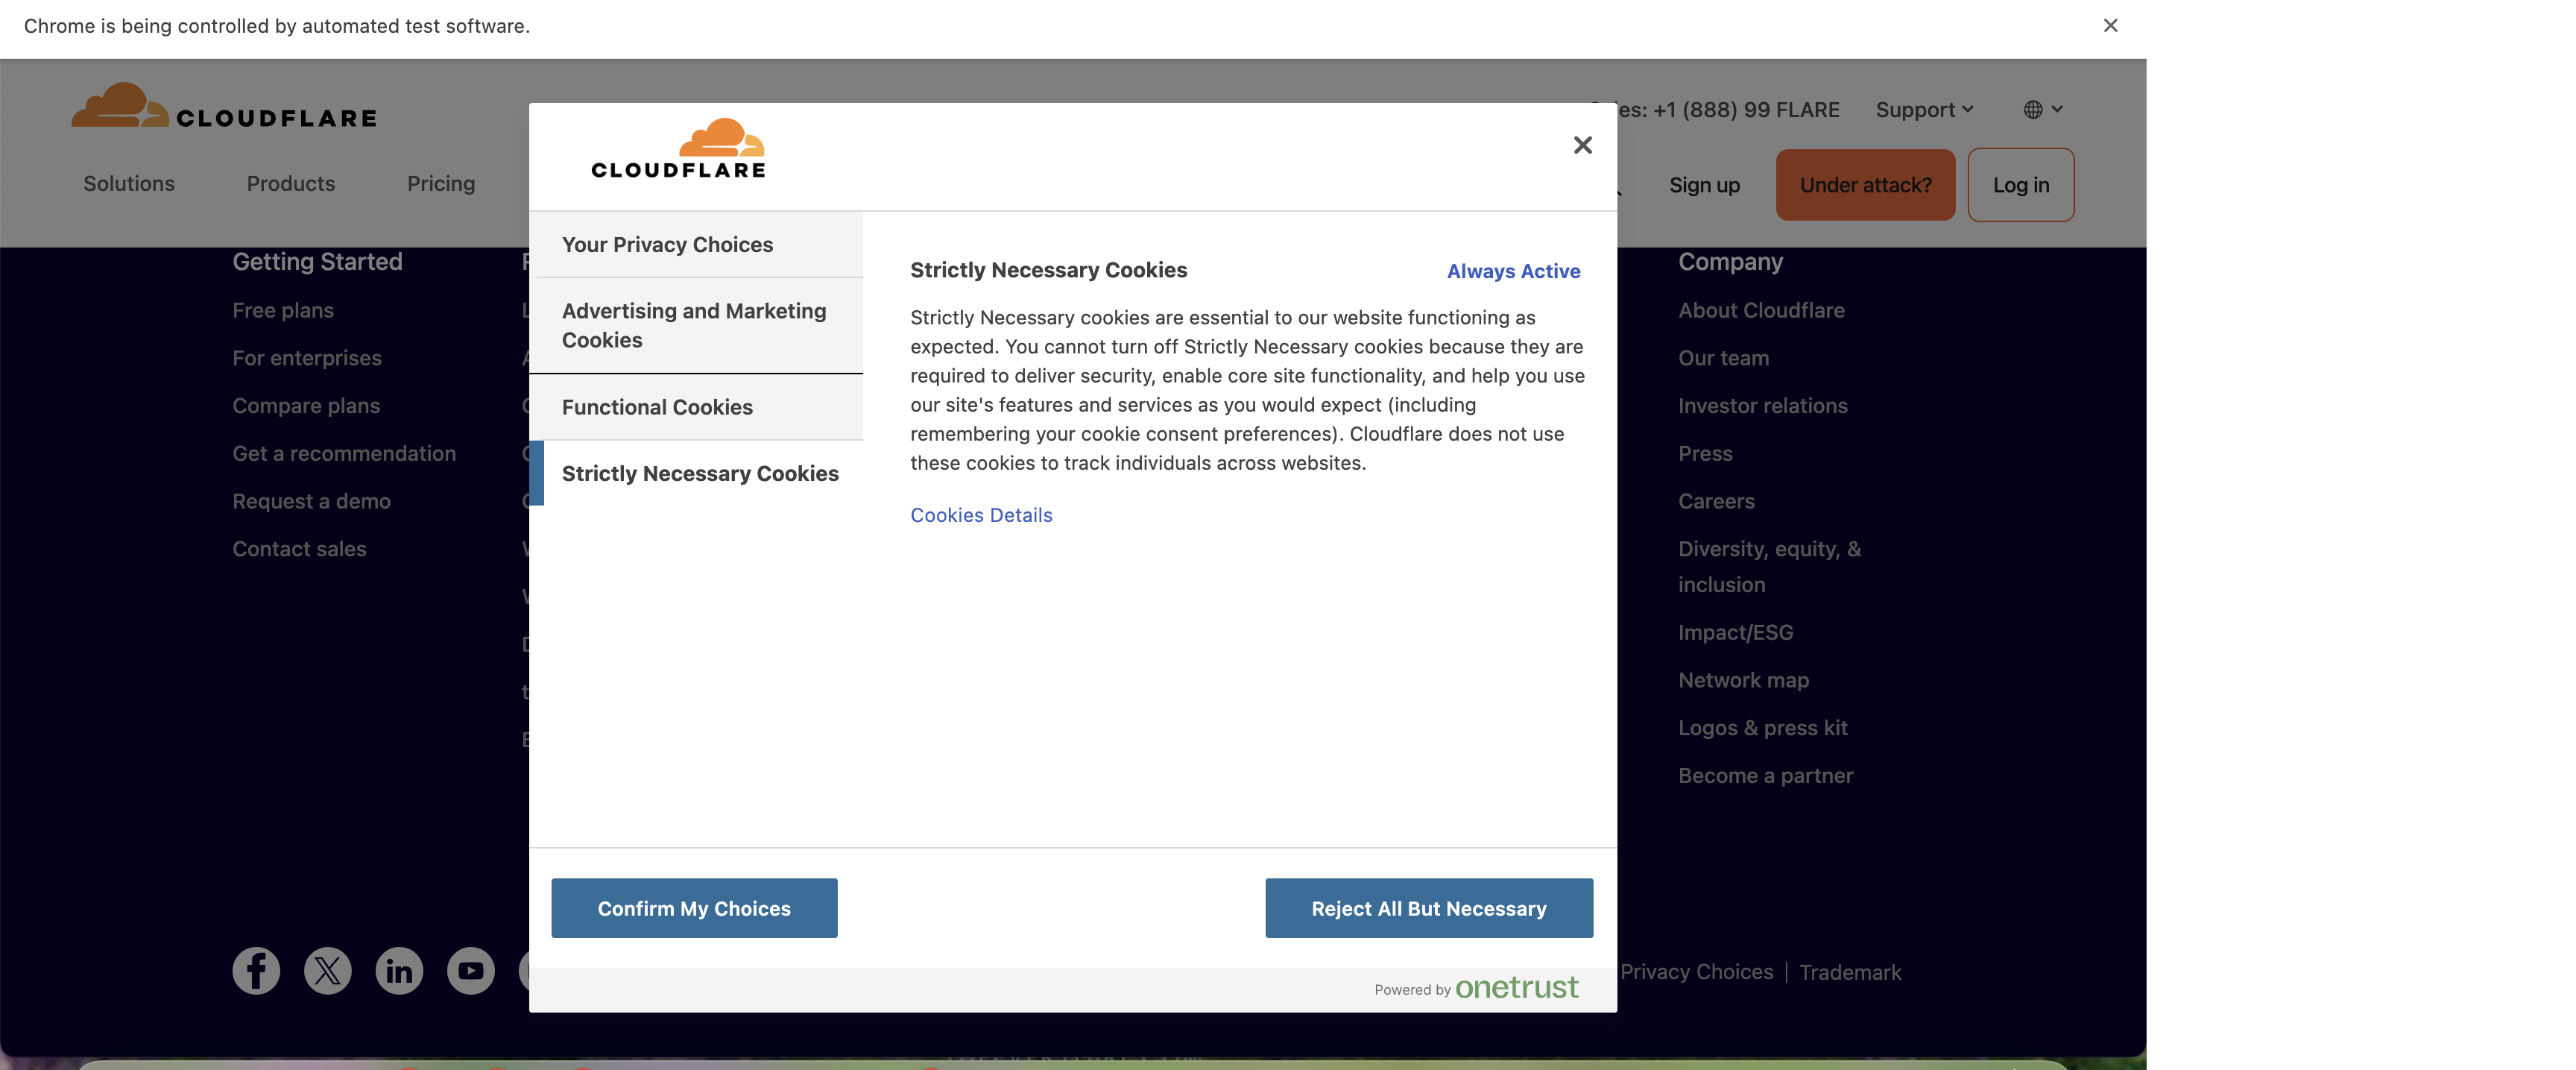 Chrome is being controlled by automated test software.
CLOUDFLARE
Sales: +1 (888) 99 FLARE
Support
Solutions
Products
Pricing
Sign up
Under attack?
Log in
CLOUDFLARE
Your Privacy Choices
Advertising and Marketing
Cookies
Functional Cookies
Strictly Necessary Cookies
Strictly Necessary Cookies
Always Active
Strictly Necessary cookies are essential to our website functioning as
expected. You cannot turn off Strictly Necessary cookies because they are
required to deliver security, enable core site functionality, and help you use
our site's features and services as you would expect (including
remembering your cookie consent preferences). Cloudflare does not use
these cookies to track individuals across websites.
Cookies Details
Confirm My Choices
Reject All But Necessary
Powered by onetrust
Getting Started
Free plans
For enterprises
Compare plans
Get a recommendation
Request a demo
Contact sales
Company
About Cloudflare
Our team
Investor relations
Press
Careers
Diversity, equity, &
inclusion
Impact/ESG
Network map
Logos & press kit
Become a partner
Privacy Choices | Trademark